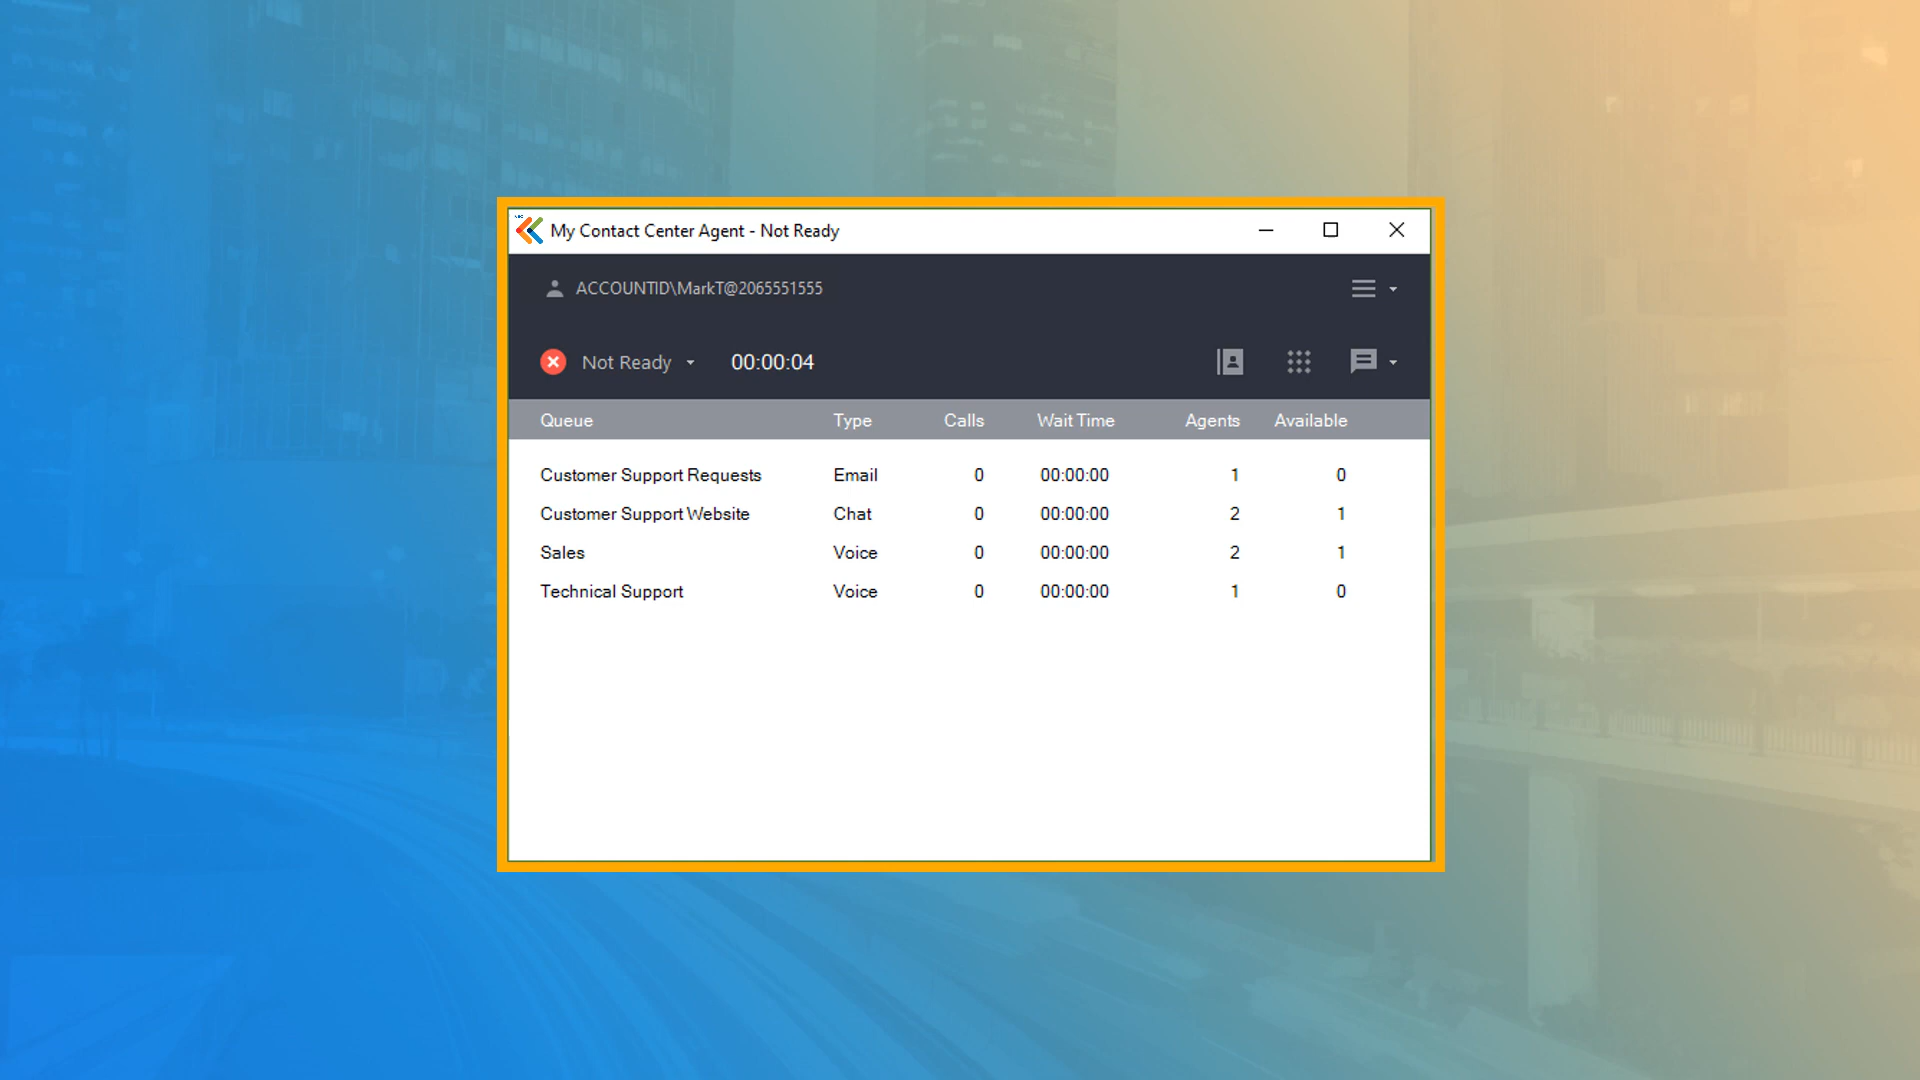 My Contact Center Agent - Not Ready
ACCOUNTID\MarkT@2065551555
Not Ready 00:00:04
Queue Type Calls Wait Time Agents Available
Customer Support Requests Email 0 00:00:00 1 0
Customer Support Website Chat 0 00:00:00 2 1
Sales Voice 0 00:00:00 2 1
Technical Support Voice 0 00:00:00 1 0